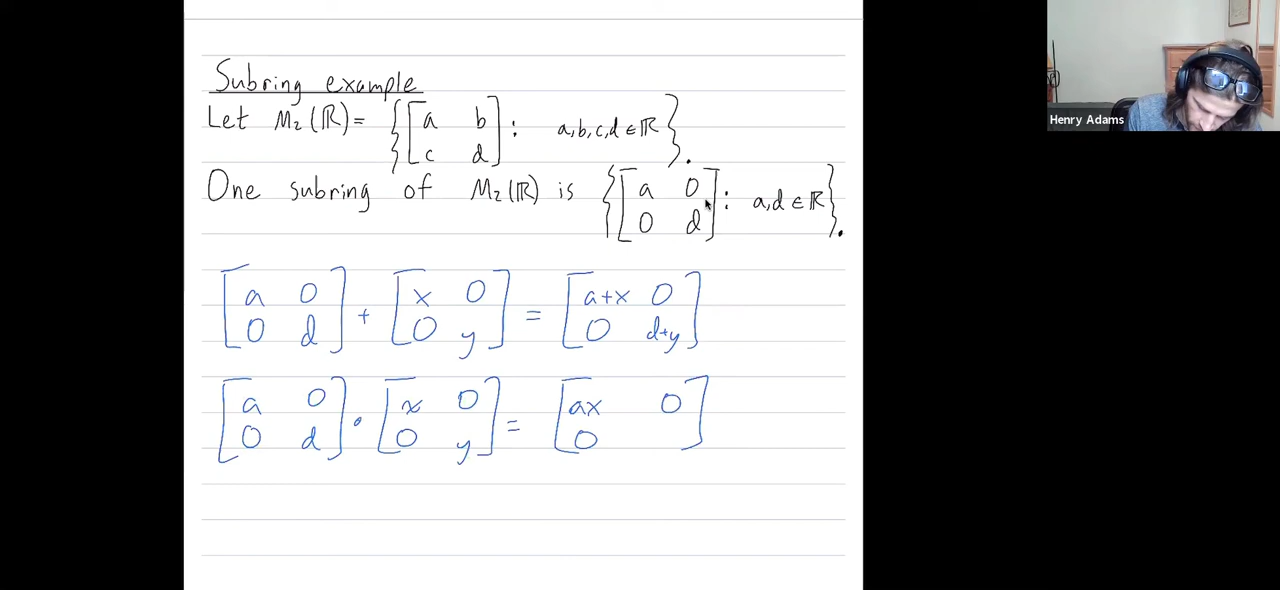 Subring example
Let M₂(ℝ) = { [ a b ; c d ] : a,b,c,d ∈ ℝ }.
One subring of M₂(ℝ) is { [ a 0 ; 0 d ] : a,d ∈ ℝ }.
[ a 0 ; 0 d ] + [ x 0 ; 0 y ] = [ a+x 0 ; 0 d+y ]
[ a 0 ; 0 d ] · [ x 0 ; 0 y ] = [ ax 0 ; 0 ]
Henry Adams